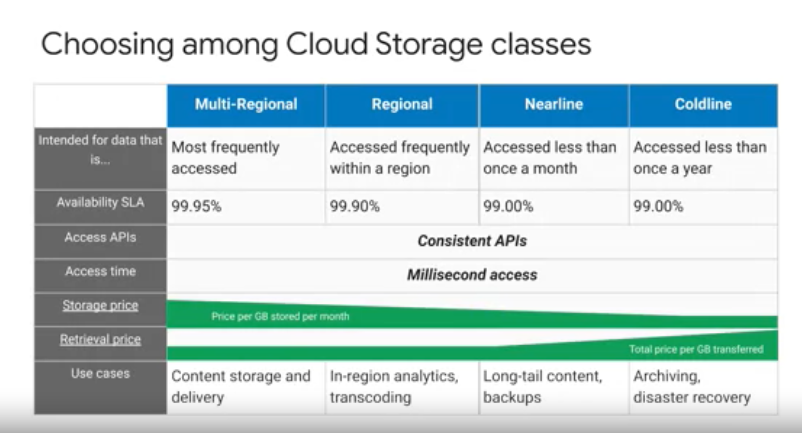 Choosing among Cloud Storage classes
Multi-Regional Regional Nearline Coldline
Intended for data that
is...
Most frequently
accessed
Accessed frequently
within a region
Accessed less than
once a month
Accessed less than
once a year
Availability SLA 99.95% 99.90% 99.00% 99.00%
Access APIs Consistent APIs
Access time Millisecond access
Storage price Price per GB stored per month
Retrieval price Total price per GB transferred
Use cases
Content storage and
delivery
In-region analytics,
transcoding
Long-tail content,
backups
Archiving,
disaster recovery